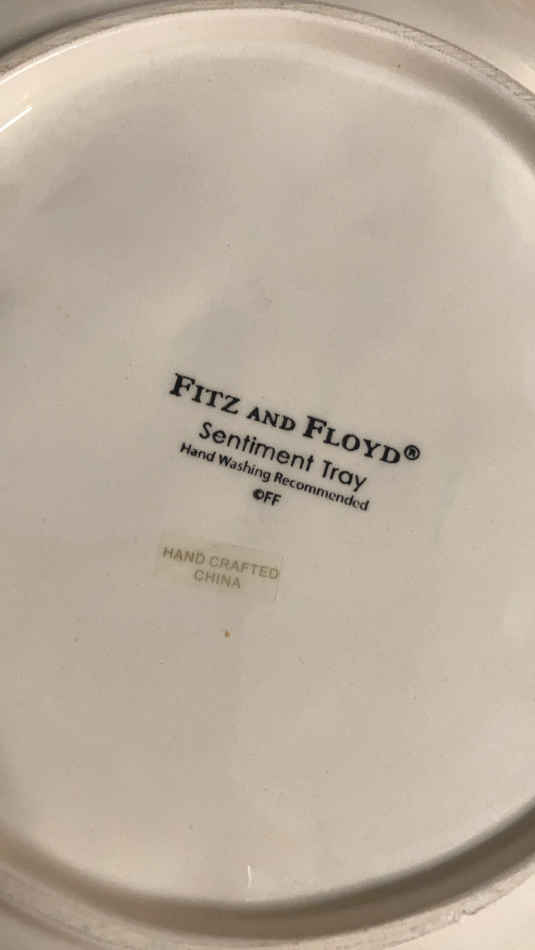 FITZ AND FLOYD®
Sentiment Tray
Hand Washing Recommended
©FF
HAND CRAFTED
CHINA